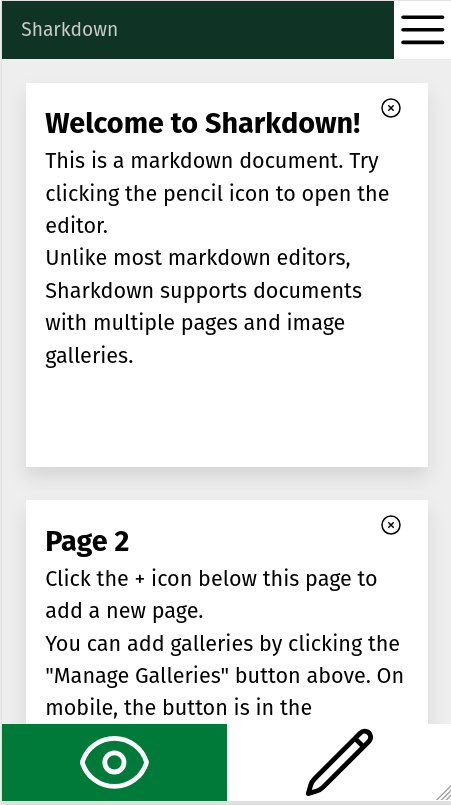 Sharkdown
Welcome to Sharkdown!
This is a markdown document. Try
clicking the pencil icon to open the
editor.
Unlike most markdown editors,
Sharkdown supports documents
with multiple pages and image
galleries.
Page 2
Click the + icon below this page to
add a new page.
You can add galleries by clicking the
"Manage Galleries" button above. On
mobile, the button is in the